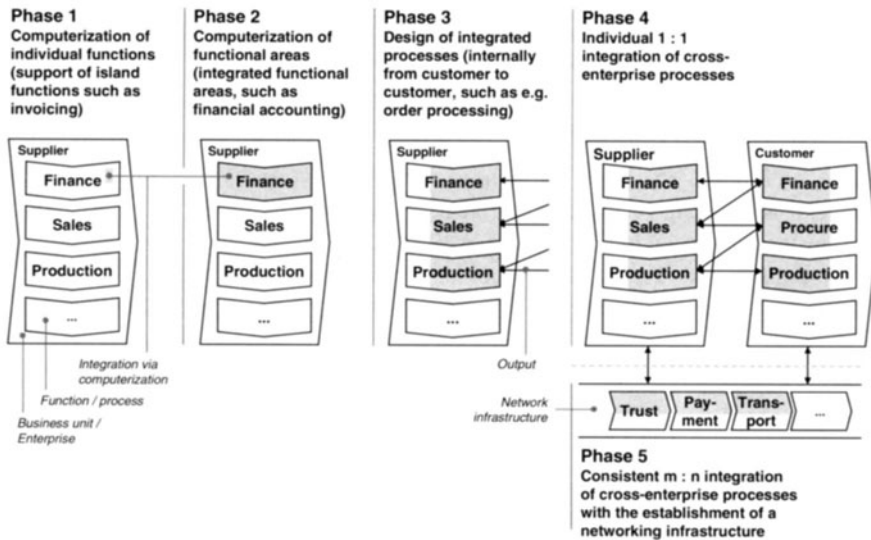 Phase 1
Computerization of
individual functions
(support of island
functions such as
invoicing)
Phase 2
Computerization of
functional areas
(integrated functional
areas, such as
financial accounting)
Phase 3
Design of integrated
processes (internally
from customer to
customer, such as e.g.
order processing)
Phase 4
Individual 1 : 1
integration of cross-
enterprise processes
Supplier
Finance
Sales
Production
...
Supplier
Finance
Sales
Production
...
Supplier
Finance
Sales
Production
...
Supplier
Finance
Sales
Production
...
Customer
Finance
Procure
Production
...
Integration via
computerization
Function / process
Business unit /
Enterprise
Output
Network
infrastructure
Trust
Pay-
ment
Trans-
port
...
Phase 5
Consistent m : n integration
of cross-enterprise processes
with the establishment of a
networking infrastructure